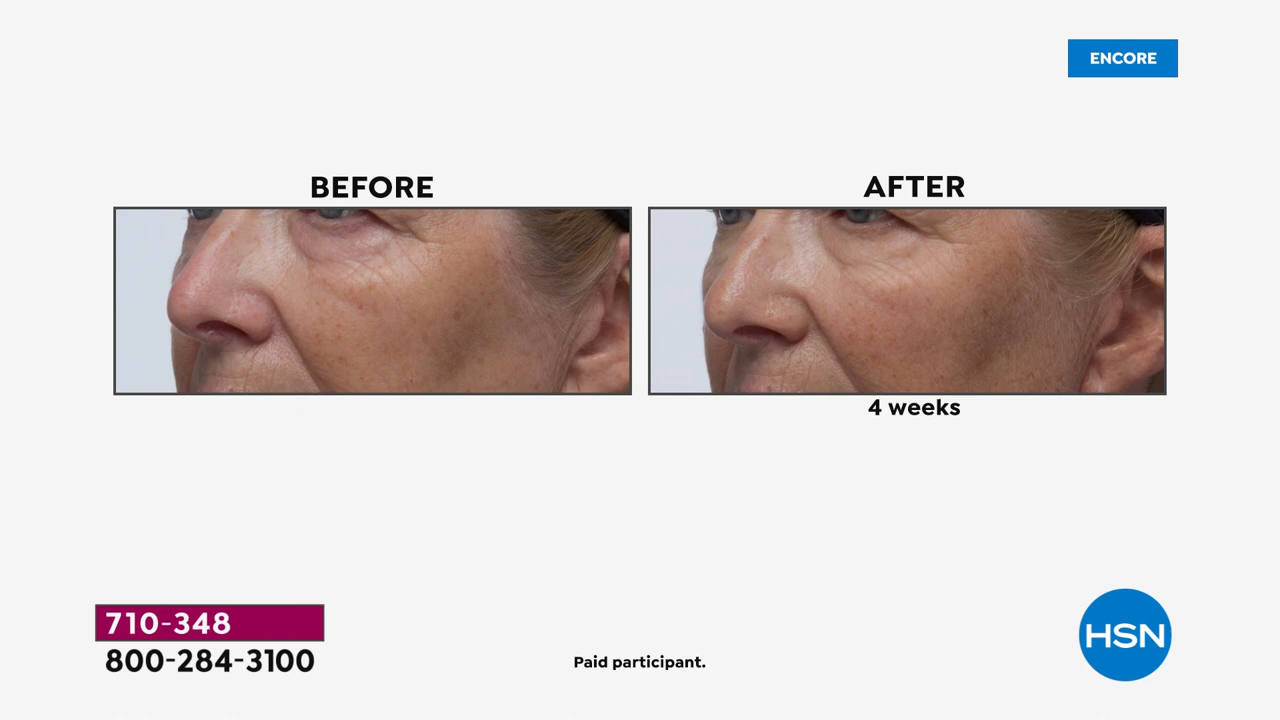 ENCORE
BEFORE
AFTER
4 weeks
710-348
800-284-3100
Paid participant.
HSN